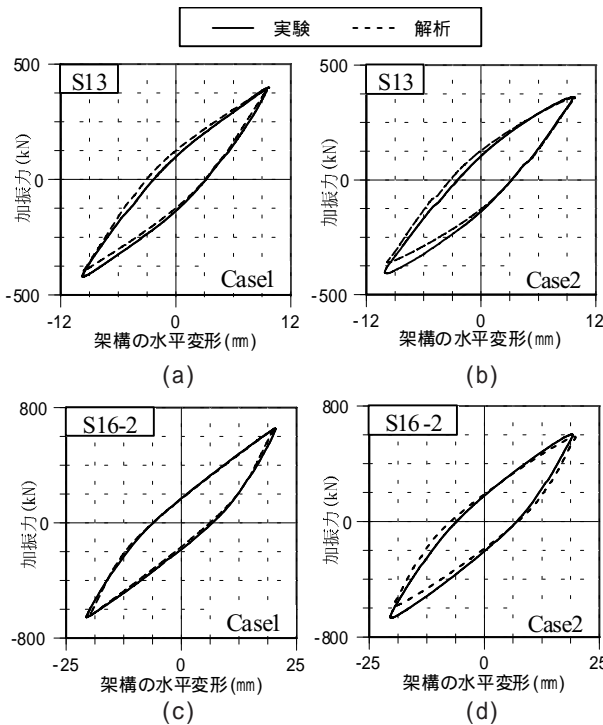 実験 解析
S13
500
0
-500
加振力(kN)
Case1
-12 0 12
架構の水平変形(㎜)
(a)
S13
500
0
-500
加振力(kN)
Case2
-12 0 12
架構の水平変形(㎜)
(b)
S16-2
800
0
-800
加振力(kN)
Case1
-25 0 25
架構の水平変形(㎜)
(c)
S16-2
800
0
-800
加振力(kN)
Case2
-25 0 25
架構の水平変形(㎜)
(d)